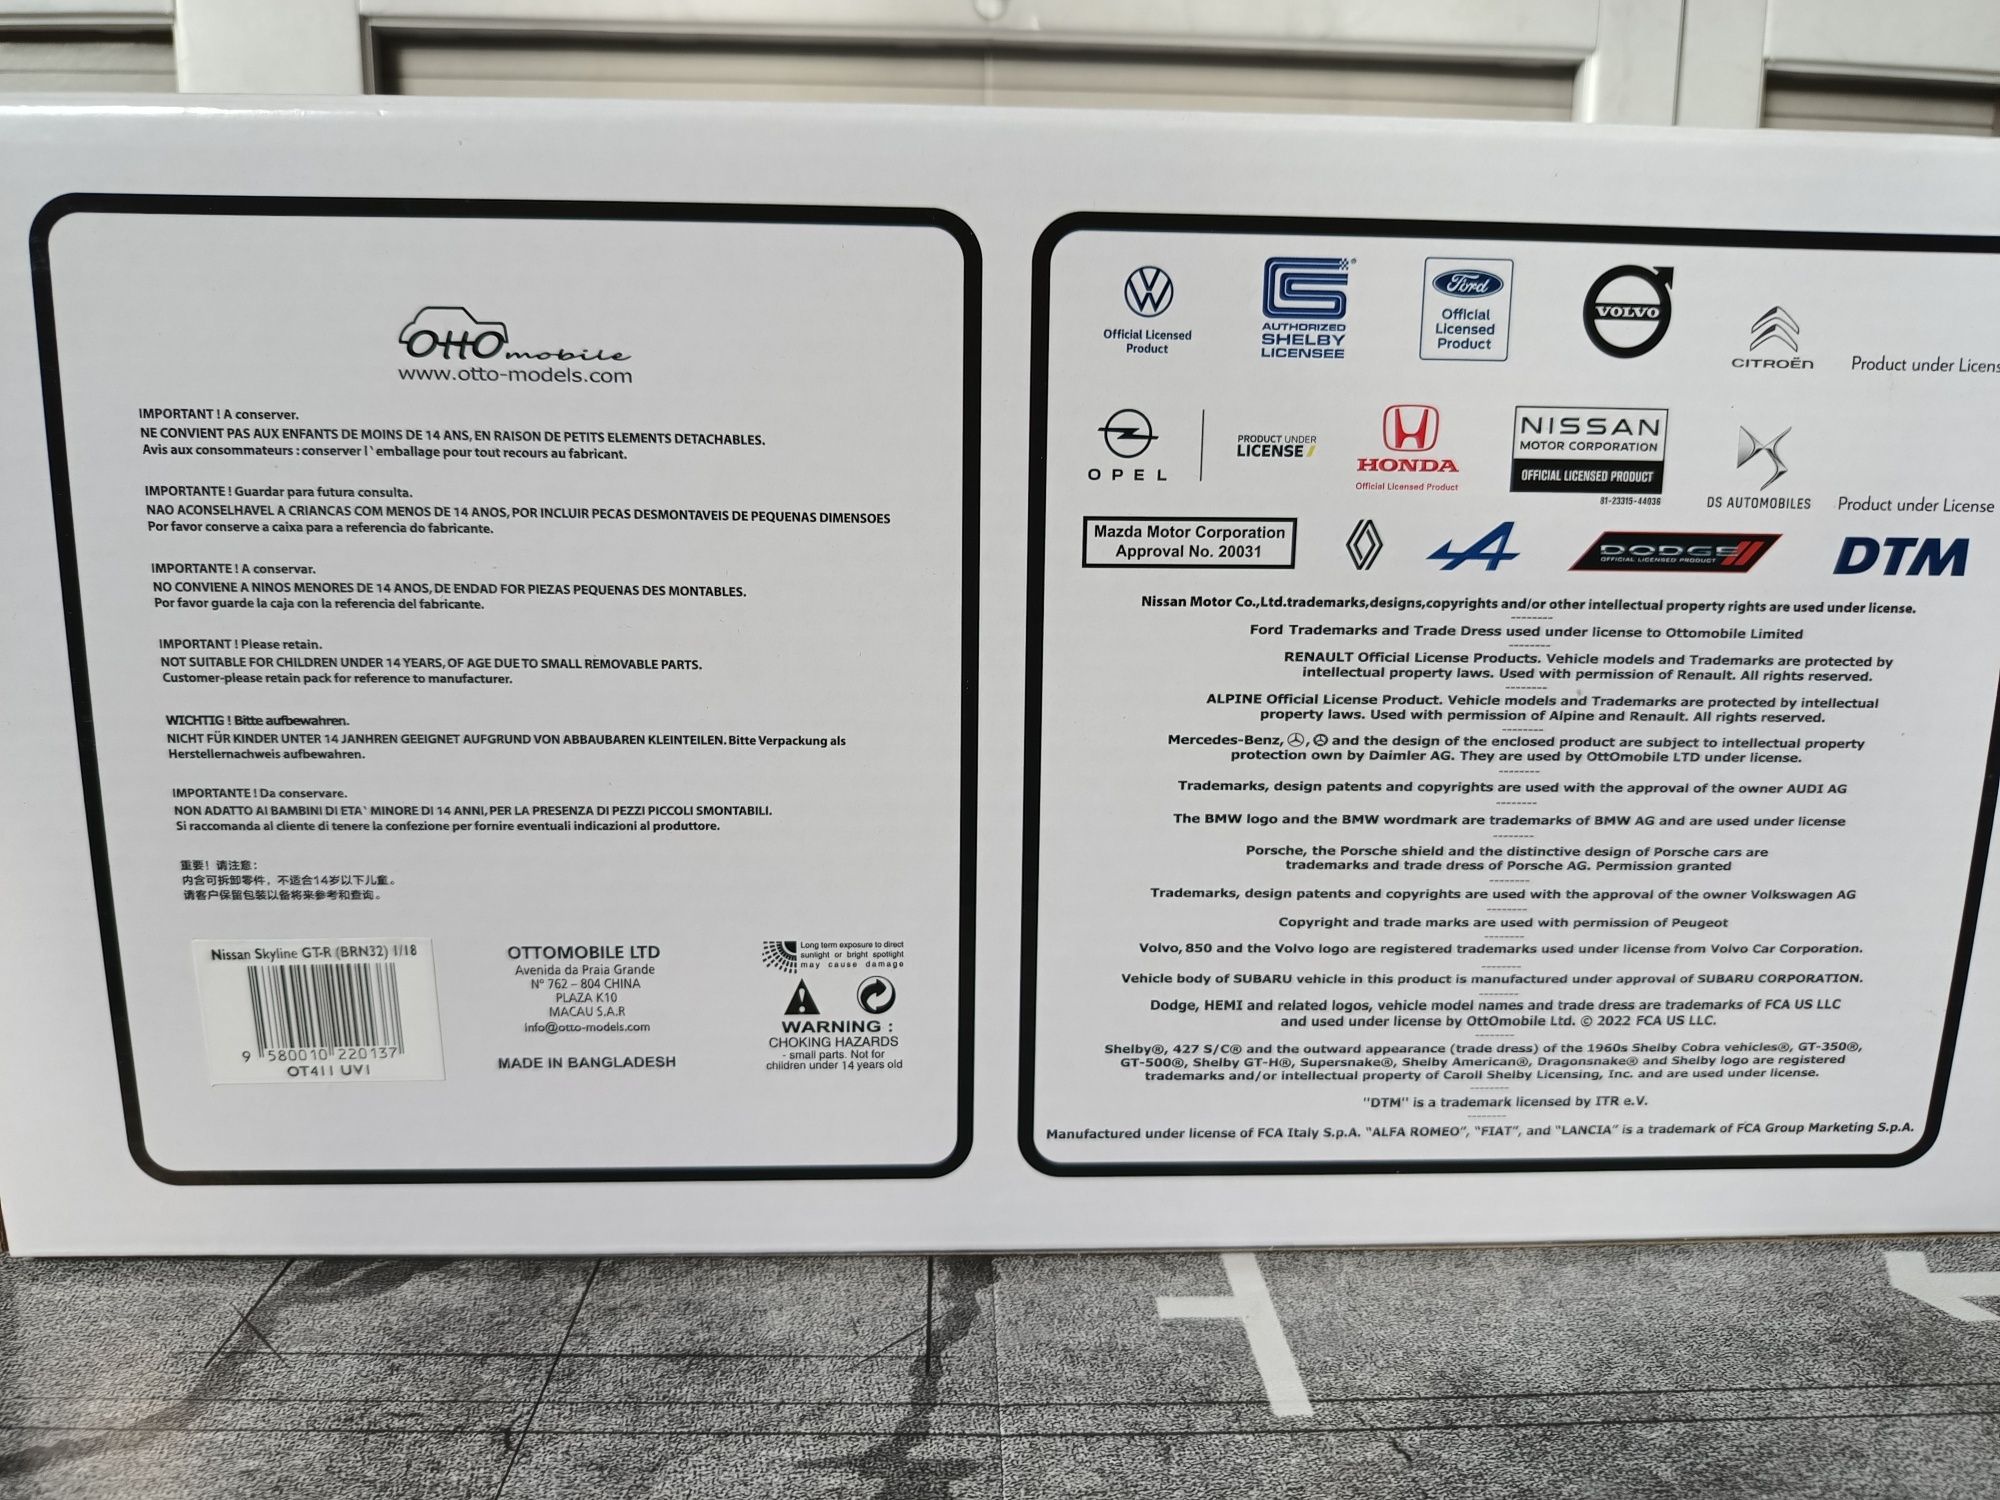 OttO mobile
www.otto-models.com
IMPORTANT ! A conserver.
NE CONVIENT PAS AUX ENFANTS DE MOINS DE 14 ANS, EN RAISON DE PETITS ELEMENTS DETACHABLES.
Avis aux consommateurs : conserver l`emballage pour tout recours au fabricant.
IMPORTANTE ! Guardar para futura consulta.
NAO ACONSELHAVEL A CRIANCAS COM MENOS DE 14 ANOS, POR INCLUIR PECAS DESMONTAVEIS DE PEQUENAS DIMENSOES
Por favor conserve a caixa para a referencia do fabricante.
IMPORTANTE ! A conservar.
NO CONVIENE A NINOS MENORES DE 14 ANOS, DE ENDAD FOR PIEZAS PEQUENAS DES MONTABLES.
Por favor guarde la caja con la referencia del fabricante.
IMPORTANT ! Please retain.
NOT SUITABLE FOR CHILDREN UNDER 14 YEARS, OF AGE DUE TO SMALL REMOVABLE PARTS.
Customer-please retain pack for reference to manufacturer.
WICHTIG ! Bitte aufbewahren.
NICHT FÜR KINDER UNTER 14 JANHREN GEEIGNET AUFGRUND VON ABBAUBAREN KLEINTEILEN. Bitte Verpackung als
Herstellernachweis aufbewahren.
IMPORTANTE ! Da conservare.
NON ADATTO AI BAMBINI DI ETA` MINORE DI 14 ANNI, PER LA PRESENZA DI PEZZI PICCOLI SMONTABILI.
Si raccomanda al cliente di tenere la confezione per fornire eventuali indicazioni al produttore.
重要！请注意：
内含可拆卸零件，不适合14岁以下儿童。
请客户保留包装以备将来参考和查询。
Nissan Skyline GT-R (BRN32) 1/18
9 580010 220137
OT411 UV1
OTTOMOBILE LTD
Avenida da Praia Grande
N° 762 – 804 CHINA
PLAZA K10
MACAU S.A.R
info@otto-models.com
MADE IN BANGLADESH
Long term exposure to direct
sunlight or bright spotlight
may cause damage
WARNING :
CHOKING HAZARDS
- small parts. Not for
children under 14 years old
Official Licensed
Product
AUTHORIZED
SHELBY
LICENSEE
Ford
Official
Licensed
Product
VOLVO
CITROËN
Product under Licens
OPEL
PRODUCT UNDER
LICENSE /
HONDA
Official Licensed Product
NISSAN
MOTOR CORPORATION
OFFICIAL LICENSED PRODUCT
81-23315-44036
DS AUTOMOBILES
Product under License
Mazda Motor Corporation
Approval No. 20031
DODGE
OFFICIAL LICENSED PRODUCT
DTM
Nissan Motor Co.,Ltd.trademarks,designs,copyrights and/or other intellectual property rights are used under license.
--------
Ford Trademarks and Trade Dress used under license to Ottomobile Limited
--------
RENAULT Official License Products. Vehicle models and Trademarks are protected by
intellectual property laws. Used with permission of Renault. All rights reserved.
--------
ALPINE Official License Product. Vehicle models and Trademarks are protected by intellectual
property laws. Used with permission of Alpine and Renault. All rights reserved.
--------
Mercedes-Benz, , and the design of the enclosed product are subject to intellectual property
protection own by Daimler AG. They are used by OttOmobile LTD under license.
--------
Trademarks, design patents and copyrights are used with the approval of the owner AUDI AG
--------
The BMW logo and the BMW wordmark are trademarks of BMW AG and are used under license
--------
Porsche, the Porsche shield and the distinctive design of Porsche cars are
trademarks and trade dress of Porsche AG. Permission granted
--------
Trademarks, design patents and copyrights are used with the approval of the owner Volkswagen AG
--------
Copyright and trade marks are used with permission of Peugeot
--------
Volvo, 850 and the Volvo logo are registered trademarks used under license from Volvo Car Corporation.
--------
Vehicle body of SUBARU vehicle in this product is manufactured under approval of SUBARU CORPORATION.
--------
Dodge, HEMI and related logos, vehicle model names and trade dress are trademarks of FCA US LLC
and used under license by OttOmobile Ltd. © 2022 FCA US LLC.
--------
Shelby®, 427 S/C® and the outward appearance (trade dress) of the 1960s Shelby Cobra vehicles®, GT-350®,
GT-500®, Shelby GT-H®, Supersnake®, Shelby American®, Dragonsnake® and Shelby logo are registered
trademarks and/or intellectual property of Caroll Shelby Licensing, Inc. and are used under license.
--------
"DTM" is a trademark licensed by ITR e.V.
--------
Manufactured under license of FCA Italy S.p.A. "ALFA ROMEO", "FIAT", and "LANCIA" is a trademark of FCA Group Marketing S.p.A.